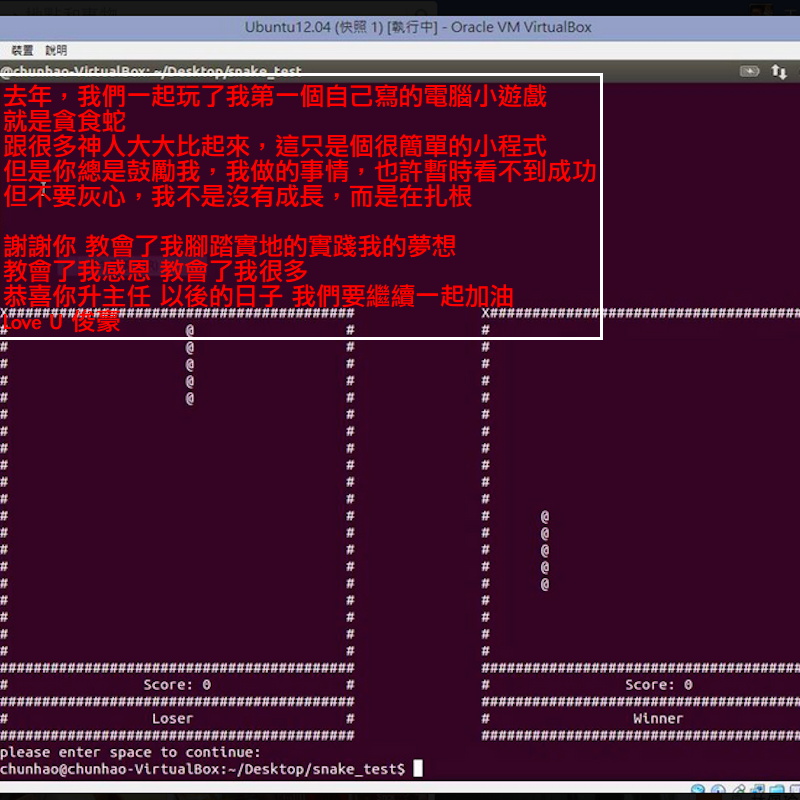 Ubuntu12.04 (快照 1) [執行中] - Oracle VM VirtualBox
裝置 說明
@chunhao-VirtualBox: ~/Desktop/snake_test
去年，我們一起玩了我第一個自己寫的電腦小遊戲
就是貪食蛇
跟很多神人大大比起來，這只是個很簡單的小程式
但是你總是鼓勵我，我做的事情，也許暫時看不到成功
但不要灰心，我不是沒有成長，而是在扎根
謝謝你 教會了我腳踏實地的實踐我的夢想
教會了我感恩 教會了我很多
恭喜你升主任 以後的日子 我們要繼續一起加油
Love U 俊豪
Score: 0 Score: 0
Loser Winner
please enter space to continue:
chunhao@chunhao-VirtualBox:~/Desktop/snake_test$